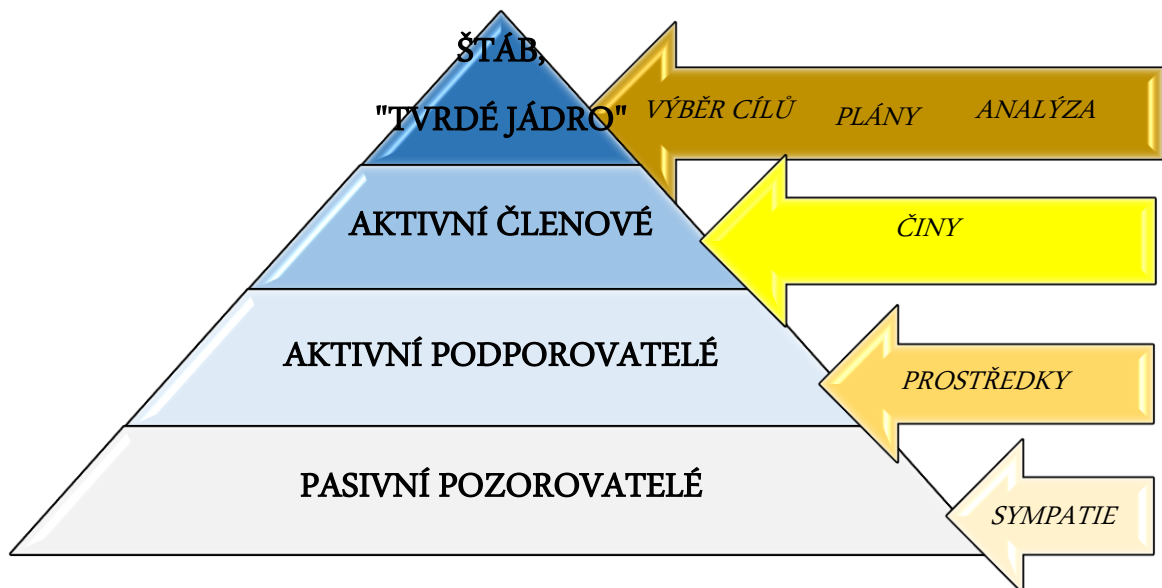 ŠTÁB,
"TVRDÉ JÁDRO"
VÝBĚR CÍLŮ PLÁNY ANALÝZA
AKTIVNÍ ČLENOVÉ
ČINY
AKTIVNÍ PODPOROVATELÉ
PROSTŘEDKY
PASIVNÍ POZOROVATELÉ
SYMPATIE